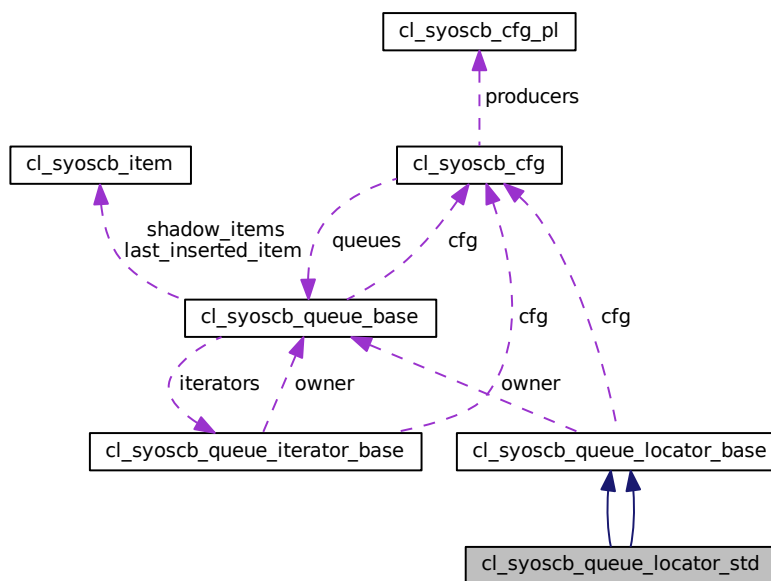 cl_syoscb_cfg_pl
producers
cl_syoscb_item
cl_syoscb_cfg
shadow_items
last_inserted_item
queues
cfg
cl_syoscb_queue_base
cfg
cfg
iterators
owner
owner
cl_syoscb_queue_iterator_base
cl_syoscb_queue_locator_base
cl_syoscb_queue_locator_std